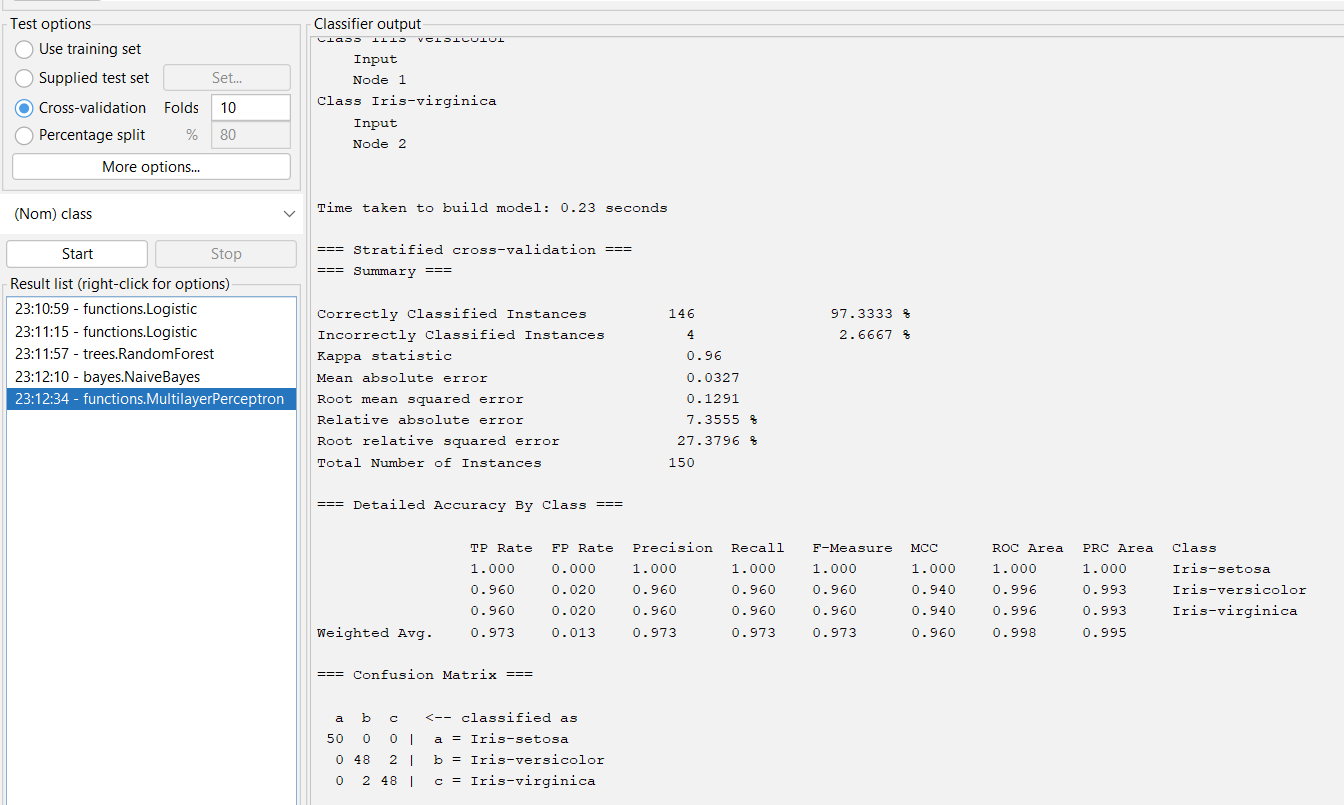 Test options
Use training set
Supplied test set Set...
Cross-validation Folds 10
Percentage split % 80
More options...
(Nom) class
Start Stop
Result list (right-click for options)
23:10:59 - functions.Logistic
23:11:15 - functions.Logistic
23:11:57 - trees.RandomForest
23:12:10 - bayes.NaiveBayes
23:12:34 - functions.MultilayerPerceptron
Classifier output
Class Iris-versicolor
Input
Node 1
Class Iris-virginica
Input
Node 2
Time taken to build model: 0.23 seconds
=== Stratified cross-validation ===
=== Summary ===
Correctly Classified Instances 146 97.3333 %
Incorrectly Classified Instances 4 2.6667 %
Kappa statistic 0.96
Mean absolute error 0.0327
Root mean squared error 0.1291
Relative absolute error 7.3555 %
Root relative squared error 27.3796 %
Total Number of Instances 150
=== Detailed Accuracy By Class ===
TP Rate FP Rate Precision Recall F-Measure MCC ROC Area PRC Area Class
1.000 0.000 1.000 1.000 1.000 1.000 1.000 1.000 Iris-setosa
0.960 0.020 0.960 0.960 0.960 0.940 0.996 0.993 Iris-versicolor
0.960 0.020 0.960 0.960 0.960 0.940 0.996 0.993 Iris-virginica
Weighted Avg. 0.973 0.013 0.973 0.973 0.973 0.960 0.998 0.995
=== Confusion Matrix ===
a b c <-- classified as
50 0 0 | a = Iris-setosa
0 48 2 | b = Iris-versicolor
0 2 48 | c = Iris-virginica